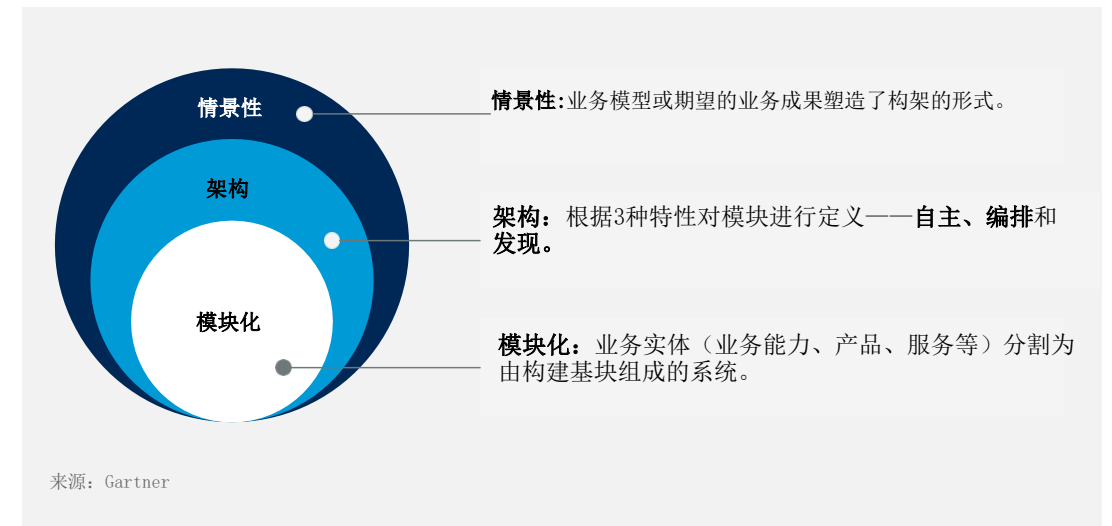 情景性
情景性:业务模型或期望的业务成果塑造了构架的形式。
架构
架构：根据3种特性对模块进行定义——自主、编排和
发现。
模块化
模块化：业务实体（业务能力、产品、服务等）分割为
由构建基块组成的系统。
来源：Gartner